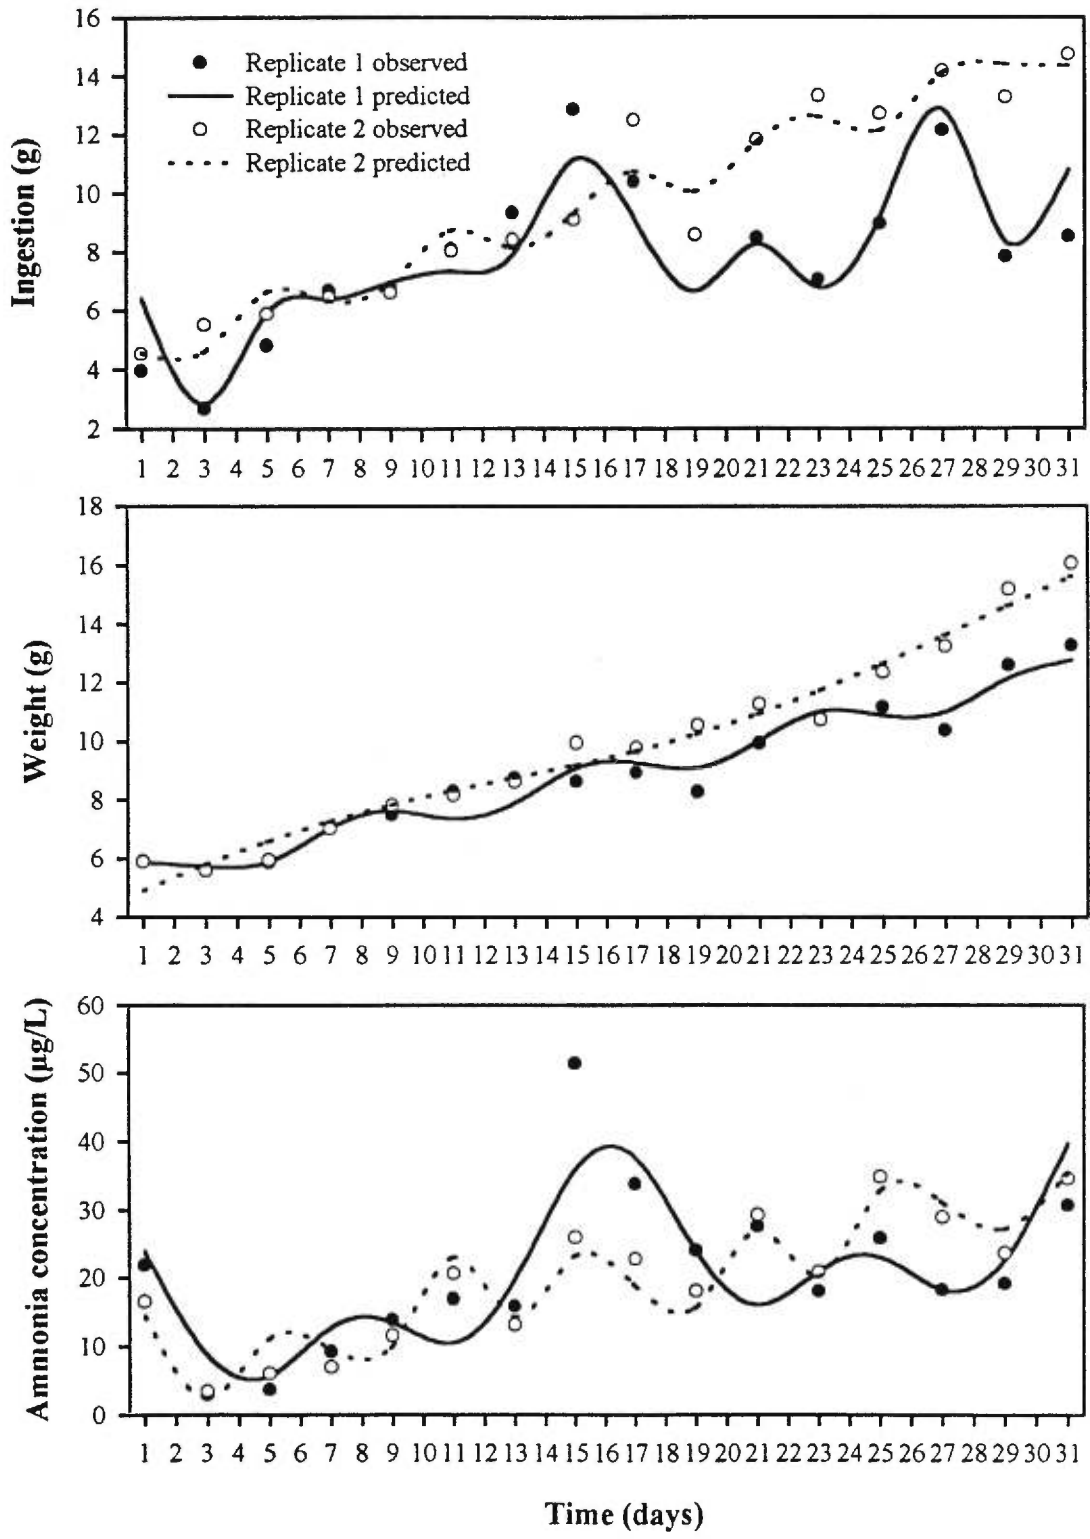 16
14
12
10
8
6
4
2
Ingestion (g)
Replicate 1 observed
Replicate 1 predicted
Replicate 2 observed
Replicate 2 predicted
1 2 3 4 5 6 7 8 9 10 11 12 13 14 15 16 17 19 20 21 22 23 24 25 26 27 28 29 30 31
18
16
14
12
10
8
6
4
Weight (g)
1 2 3 4 5 6 7 8 9 10 11 12 13 14 15 16 17 19 20 21 22 23 24 25 26 27 28 29 30 31
60
50
40
30
20
10
0
Ammonia concentration (µg/L)
1 2 3 4 5 6 7 8 9 10 11 12 13 14 15 16 17 19 20 21 22 23 24 25 26 27 28 29 30 31
Time (days)